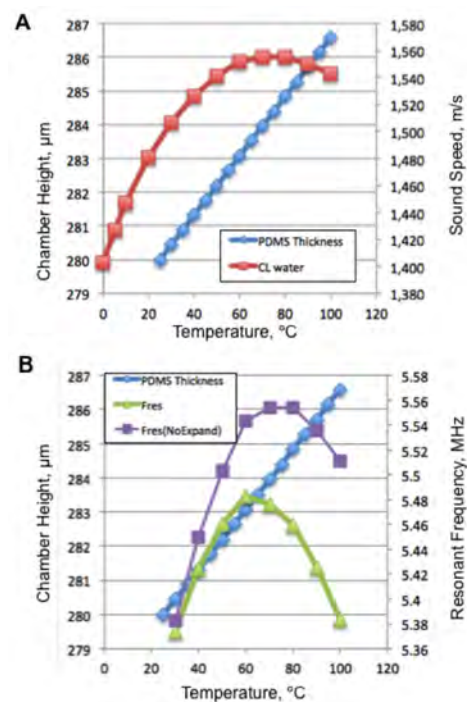 A
287
286
285
284
283
282
281
280
279
Chamber Height, µm
1,580
1,560
1,540
1,520
1,500
1,480
1,460
1,440
1,420
1,400
1,380
Sound Speed, m/s
PDMS Thickness
CL water
0 20 40 60 80 100 120
Temperature, °C
B
287
286
285
284
283
282
281
280
279
Chamber Height, µm
PDMS Thickness
Fres
Fres(NoExpand)
5.58
5.56
5.54
5.52
5.5
5.48
5.46
5.44
5.42
5.4
5.38
5.36
Resonant Frequency, MHz
0 20 40 60 80 100 120
Temperature, °C